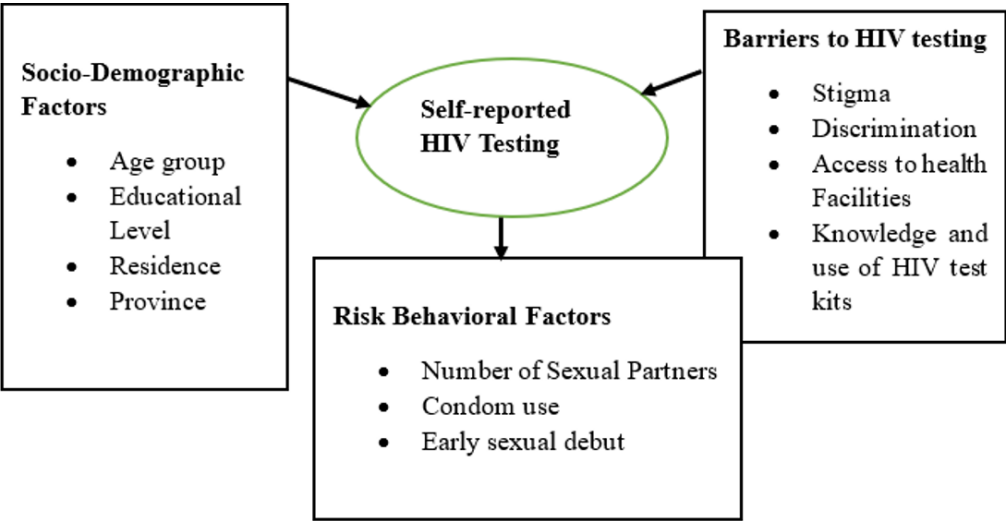 Socio-Demographic
Factors
• Age group
• Educational
Level
• Residence
• Province
Self-reported
HIV Testing
Barriers to HIV testing
• Stigma
• Discrimination
• Access to health
Facilities
• Knowledge and
use of HIV test
kits
Risk Behavioral Factors
• Number of Sexual Partners
• Condom use
• Early sexual debut